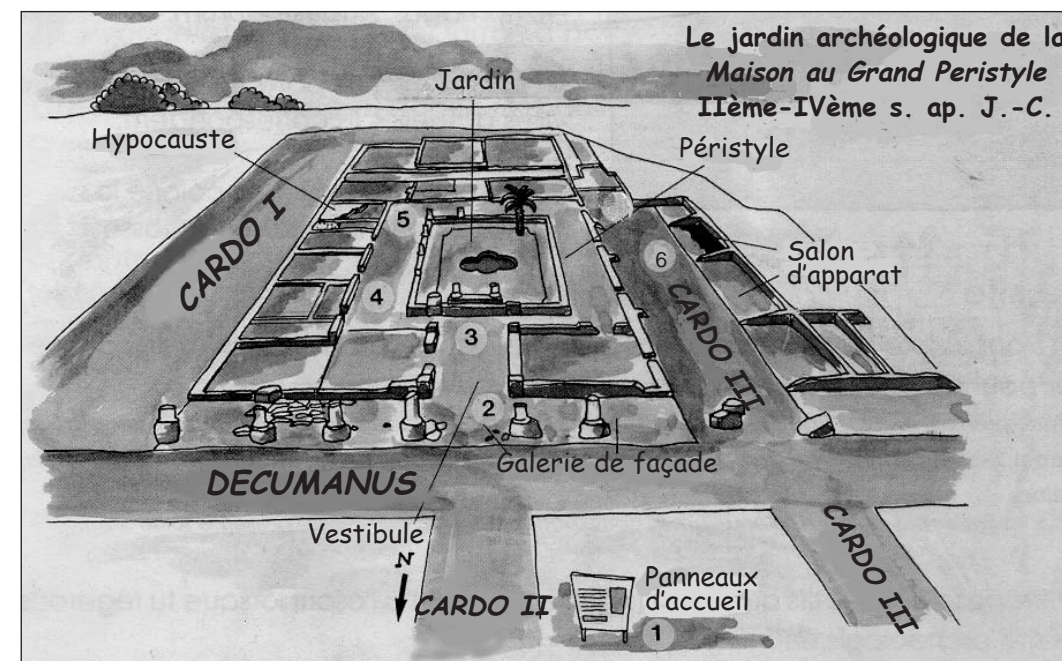 Le jardin archéologique de la
Maison au Grand Peristyle
IIème-IVème s. ap. J.-C.
Jardin
Hypocauste
Péristyle
CARDO I
5
6
Salon
d'apparat
4
CARDO III
3
2
Galerie de façade
DECUMANUS
Vestibule
N
CARDO II
Panneaux
d'accueil
1
CARDO III